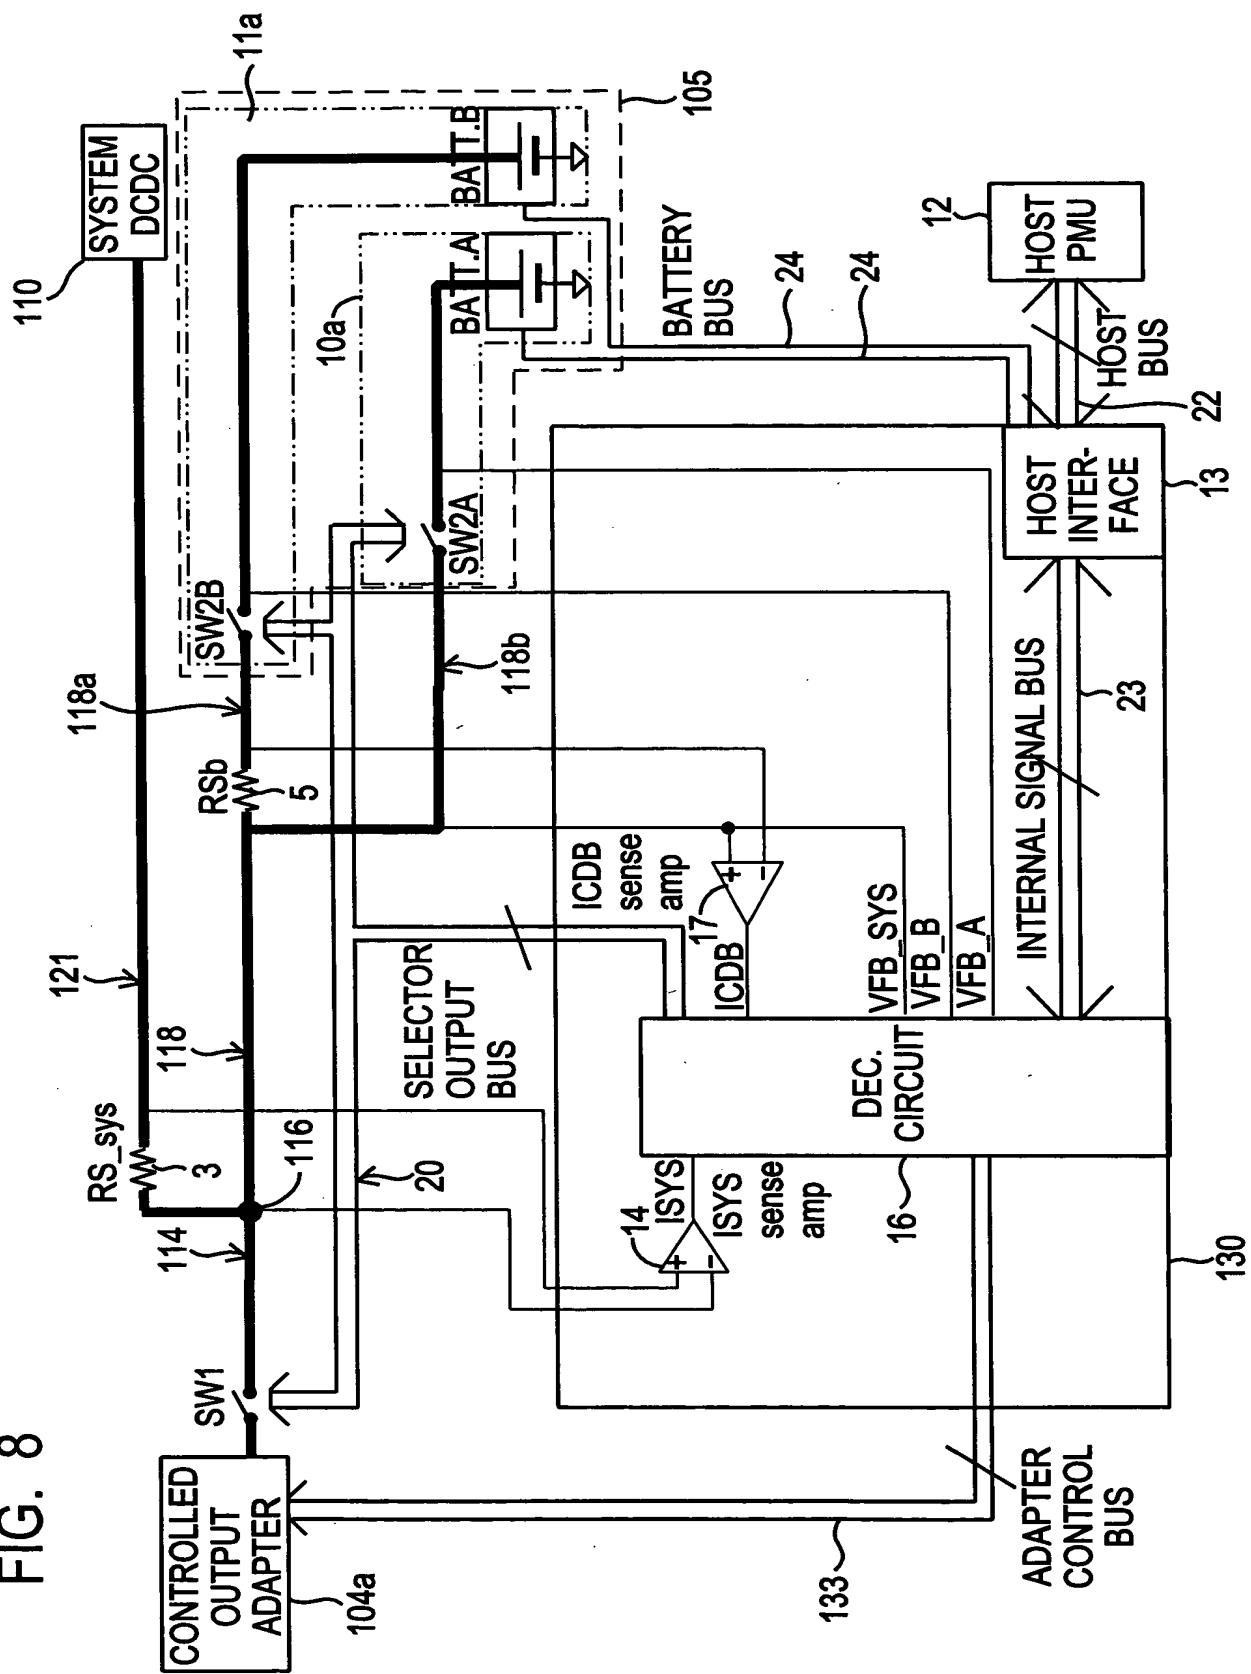 FIG. 8
SYSTEM
DCDC
110
11a
121
RS_sys
3
118
118a
RSb
5
SW2B
10a
BATT.A
BATT.B
105
CONTROLLED
OUTPUT
ADAPTER
104a
SW1
114
116
20
SELECTOR
OUTPUT
BUS
118b
SW2A
BATTERY
BUS
24
24
12
HOST
PMU
HOST
BUS
22
ICDB
sense
amp
17
ICDB
VFB_SYS
VFB_B
VFB_A
14
ISYS
ISYS
sense
amp
DEC.
CIRCUIT
16
INTERNAL SIGNAL BUS
23
HOST
INTER-
FACE
13
133
ADAPTER
CONTROL
BUS
130